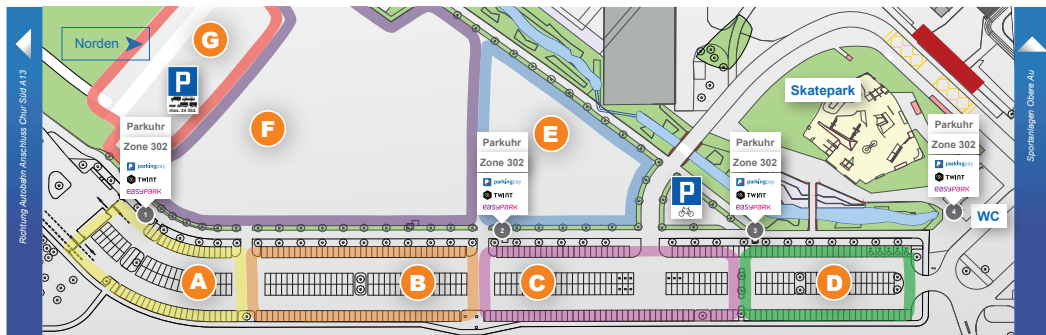 Richtung Autobahn Anschluss Chur Süd A13
Norden
G
P
max. 24 Std.
Parkuhr
Zone 302
parkingpay
TWINT
easypark
1
F
E
Parkuhr
Zone 302
parkingpay
TWINT
easypark
2
P
Parkuhr
Zone 302
parkingpay
TWINT
easypark
3
Skatepark
Parkuhr
Zone 302
parkingpay
TWINT
easypark
4
WC
A
B
C
D
Sportanlagen Obere Au